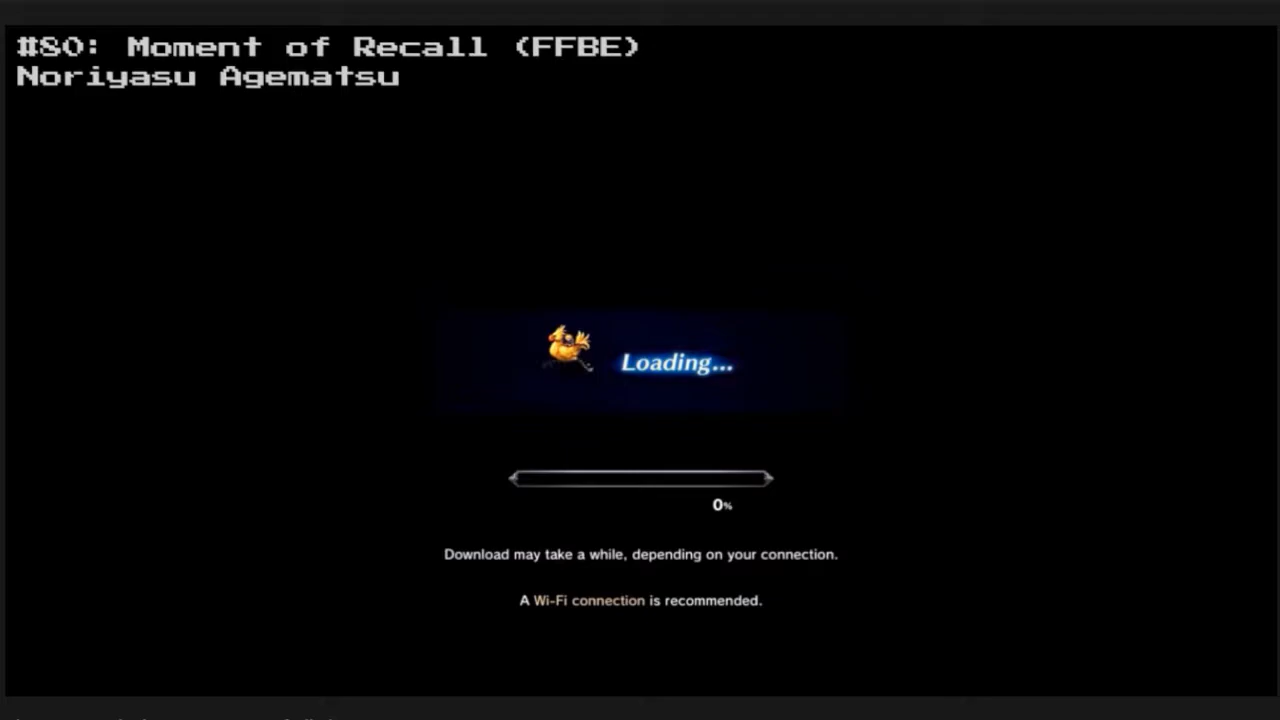 #80: Moment of Recall (FFBE)
Noriyasu Agematsu
Loading...
0%
Download may take a while, depending on your connection.
A Wi-Fi connection is recommended.